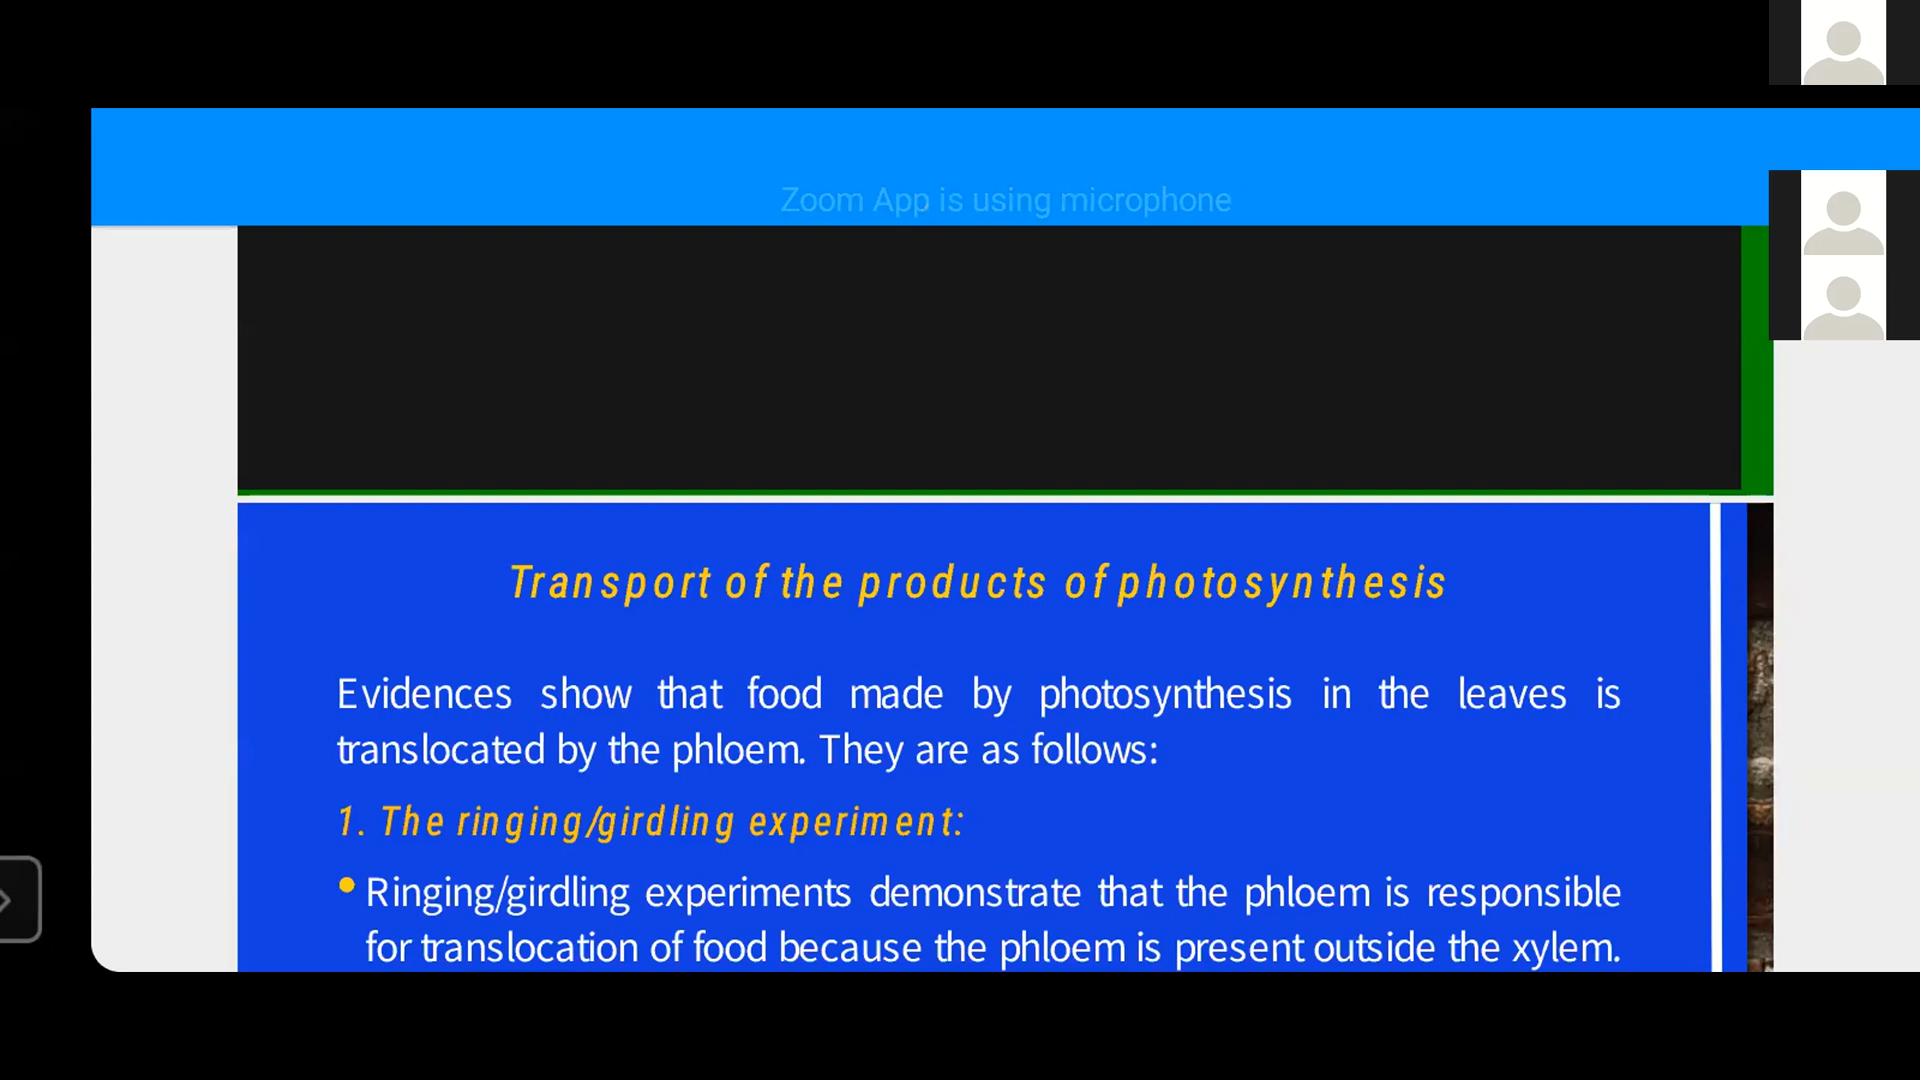 Zoom App is using microphone
Transport of the products of photosynthesis
Evidences show that food made by photosynthesis in the leaves is
translocated by the phloem. They are as follows:
1. The ringing/girdling experiment:
• Ringing/girdling experiments demonstrate that the phloem is responsible
for translocation of food because the phloem is present outside the xylem.